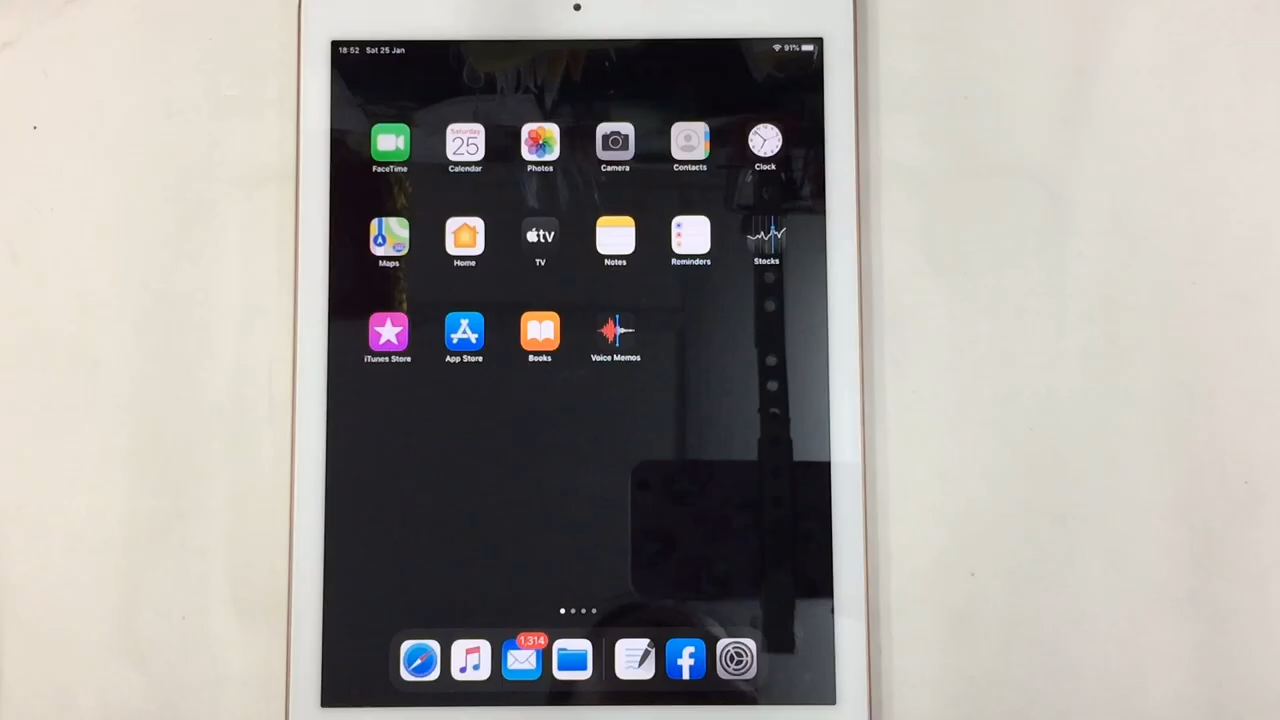 18:52 Sat 25 Jan 91%
Saturday
25
FaceTime Calendar Photos Camera Contacts Clock
tv
Maps Home TV Notes Reminders Stocks
iTunes Store App Store Books Voice Memos
1,314